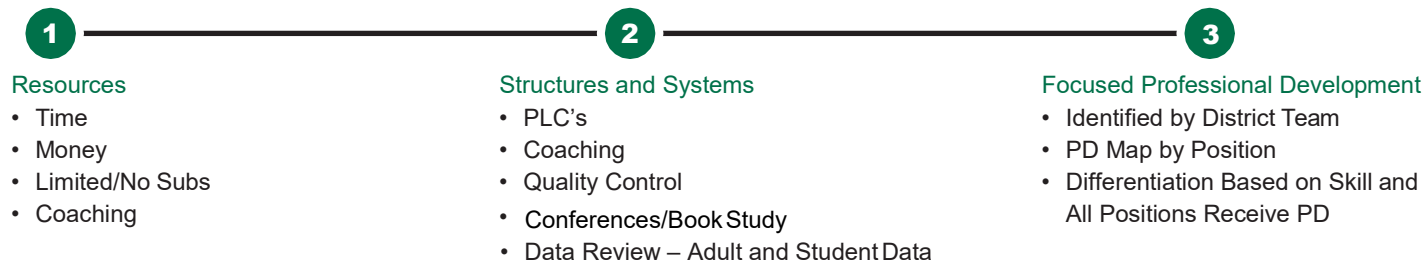 1
2
3
Resources
• Time
• Money
• Limited/No Subs
• Coaching
Structures and Systems
• PLC's
• Coaching
• Quality Control
• Conferences/Book Study
• Data Review – Adult and Student Data
Focused Professional Development
• Identified by District Team
• PD Map by Position
• Differentiation Based on Skill and
All Positions Receive PD